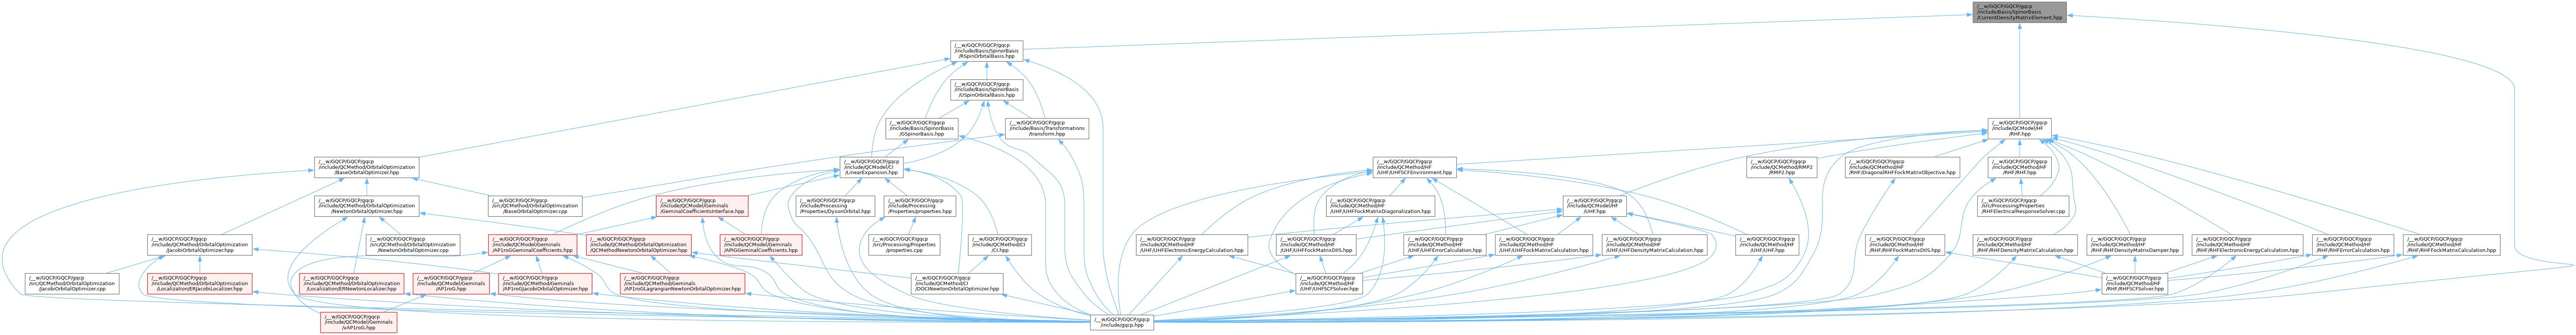 /__w/GQCP/GQCP/gqcp
/include/Basis/SpinorBasis
/CurrentDensityMatrixElement.hpp
/__w/GQCP/GQCP/gqcp
/include/Basis/SpinorBasis
/RSpinOrbitalBasis.hpp
/__w/GQCP/GQCP/gqcp
/include/Basis/SpinorBasis
/USpinOrbitalBasis.hpp
/__w/GQCP/GQCP/gqcp
/include/Basis/SpinorBasis
/GSpinorBasis.hpp
/__w/GQCP/GQCP/gqcp
/include/Basis/Transformations
/transform.hpp
/__w/GQCP/GQCP/gqcp
/include/QCModel/HF
/RHF.hpp
/__w/GQCP/GQCP/gqcp
/include/QCMethod/OrbitalOptimization
/BaseOrbitalOptimizer.hpp
/__w/GQCP/GQCP/gqcp
/include/QCModel/CI
/LinearExpansion.hpp
/__w/GQCP/GQCP/gqcp
/include/QCMethod/HF
/UHF/UHFSCFEnvironment.hpp
/__w/GQCP/GQCP/gqcp
/include/QCMethod/RMP2
/RMP2.hpp
/__w/GQCP/GQCP/gqcp
/include/QCMethod/HF
/RHF/DiagonalRHFFockMatrixObjective.hpp
/__w/GQCP/GQCP/gqcp
/include/QCMethod/HF
/RHF/RHF.hpp
/__w/GQCP/GQCP/gqcp
/include/QCMethod/OrbitalOptimization
/NewtonOrbitalOptimizer.hpp
/__w/GQCP/GQCP/gqcp
/src/QCMethod/OrbitalOptimization
/BaseOrbitalOptimizer.cpp
/__w/GQCP/GQCP/gqcp
/include/QCModel/Geminals
/GeminalCoefficientsInterface.hpp
/__w/GQCP/GQCP/gqcp
/include/Processing
/Properties/DysonOrbital.hpp
/__w/GQCP/GQCP/gqcp
/include/Processing
/Properties/properties.hpp
/__w/GQCP/GQCP/gqcp
/include/QCMethod/HF
/UHF/UHFFockMatrixDiagonalization.hpp
/__w/GQCP/GQCP/gqcp
/include/QCModel/HF
/UHF.hpp
/__w/GQCP/GQCP/gqcp
/src/Processing/Properties
/RHFElectricalResponseSolver.cpp
/__w/GQCP/GQCP/gqcp
/include/QCMethod/OrbitalOptimization
/JacobiOrbitalOptimizer.hpp
/__w/GQCP/GQCP/gqcp
/src/QCMethod/OrbitalOptimization
/NewtonOrbitalOptimizer.cpp
/__w/GQCP/GQCP/gqcp
/include/QCModel/Geminals
/AP1roGGeminalCoefficients.hpp
/__w/GQCP/GQCP/gqcp
/include/QCMethod/OrbitalOptimization
/QCMethodNewtonOrbitalOptimizer.hpp
/__w/GQCP/GQCP/gqcp
/include/QCModel/Geminals
/APIGGeminalCoefficients.hpp
/__w/GQCP/GQCP/gqcp
/src/Processing/Properties
/properties.cpp
/__w/GQCP/GQCP/gqcp
/include/QCMethod/CI
/CI.hpp
/__w/GQCP/GQCP/gqcp
/include/QCMethod/HF
/UHF/UHFElectronicEnergyCalculation.hpp
/__w/GQCP/GQCP/gqcp
/include/QCMethod/HF
/UHF/UHFFockMatrixDIIS.hpp
/__w/GQCP/GQCP/gqcp
/include/QCMethod/HF
/UHF/UHFErrorCalculation.hpp
/__w/GQCP/GQCP/gqcp
/include/QCMethod/HF
/UHF/UHFFockMatrixCalculation.hpp
/__w/GQCP/GQCP/gqcp
/include/QCMethod/HF
/UHF/UHFDensityMatrixCalculation.hpp
/__w/GQCP/GQCP/gqcp
/include/QCMethod/HF
/UHF/UHF.hpp
/__w/GQCP/GQCP/gqcp
/include/QCMethod/HF
/RHF/RHFFockMatrixDIIS.hpp
/__w/GQCP/GQCP/gqcp
/include/QCMethod/HF
/RHF/RHFDensityMatrixCalculation.hpp
/__w/GQCP/GQCP/gqcp
/include/QCMethod/HF
/RHF/RHFDensityMatrixDamper.hpp
/__w/GQCP/GQCP/gqcp
/include/QCMethod/HF
/RHF/RHFElectronicEnergyCalculation.hpp
/__w/GQCP/GQCP/gqcp
/include/QCMethod/HF
/RHF/RHFErrorCalculation.hpp
/__w/GQCP/GQCP/gqcp
/include/QCMethod/HF
/RHF/RHFFockMatrixCalculation.hpp
/__w/GQCP/GQCP/gqcp
/src/QCMethod/OrbitalOptimization
/JacobiOrbitalOptimizer.cpp
/__w/GQCP/GQCP/gqcp
/include/QCMethod/OrbitalOptimization
/Localization/ERJacobiLocalizer.hpp
/__w/GQCP/GQCP/gqcp
/include/QCMethod/OrbitalOptimization
/Localization/ERNewtonLocalizer.hpp
/__w/GQCP/GQCP/gqcp
/include/QCModel/Geminals
/AP1roG.hpp
/__w/GQCP/GQCP/gqcp
/include/QCMethod/Geminals
/AP1roGJacobiOrbitalOptimizer.hpp
/__w/GQCP/GQCP/gqcp
/include/QCMethod/Geminals
/AP1roGLagrangianNewtonOrbitalOptimizer.hpp
/__w/GQCP/GQCP/gqcp
/include/QCMethod/CI
/DOCINewtonOrbitalOptimizer.hpp
/__w/GQCP/GQCP/gqcp
/include/QCMethod/HF
/UHF/UHFSCFSolver.hpp
/__w/GQCP/GQCP/gqcp
/include/QCMethod/HF
/RHF/RHFSCFSolver.hpp
/__w/GQCP/GQCP/gqcp
/include/QCModel/Geminals
/vAP1roG.hpp
/__w/GQCP/GQCP/gqcp
/include/gqcp.hpp